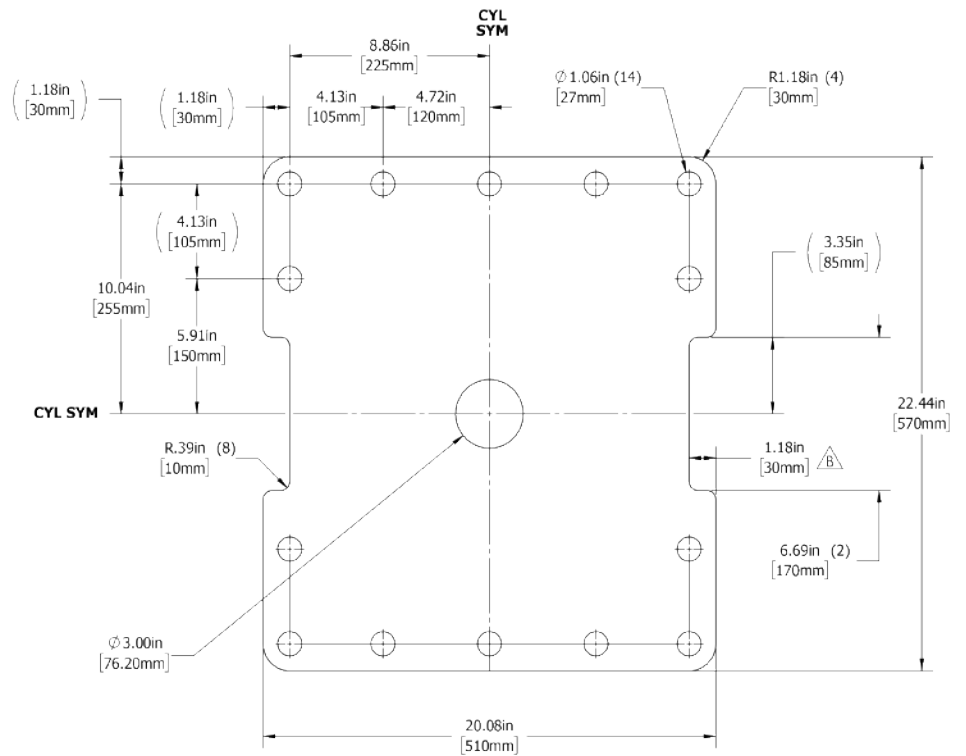 CYL
SYM
8.86in
[225mm]
1.18in
[30mm]
1.18in
[30mm]
4.13in
[105mm]
4.72in
[120mm]
Ø1.06in (14)
[27mm]
R1.18in (4)
[30mm]
4.13in
[105mm]
3.35in
[85mm]
10.04in
[255mm]
5.91in
[150mm]
CYL SYM
22.44in
[570mm]
R.39in (8)
[10mm]
1.18in
[30mm] B
6.69in (2)
[170mm]
Ø3.00in
[76.20mm]
20.08in
[510mm]